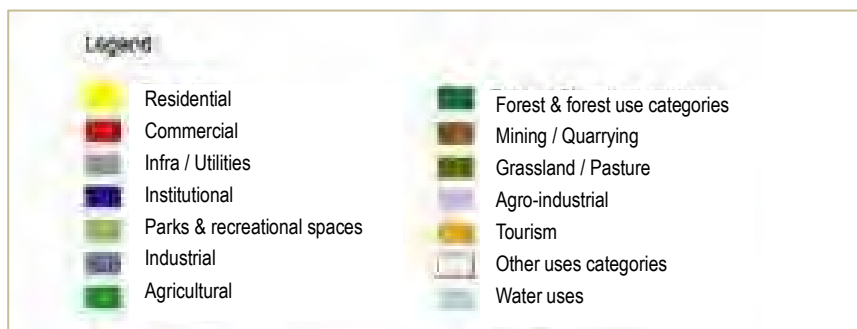 Legend:
Residential
Commercial
Infra / Utilities
Institutional
Parks & recreational spaces
Industrial
Agricultural
Forest & forest use categories
Mining / Quarrying
Grassland / Pasture
Agro-industrial
Tourism
Other uses categories
Water uses